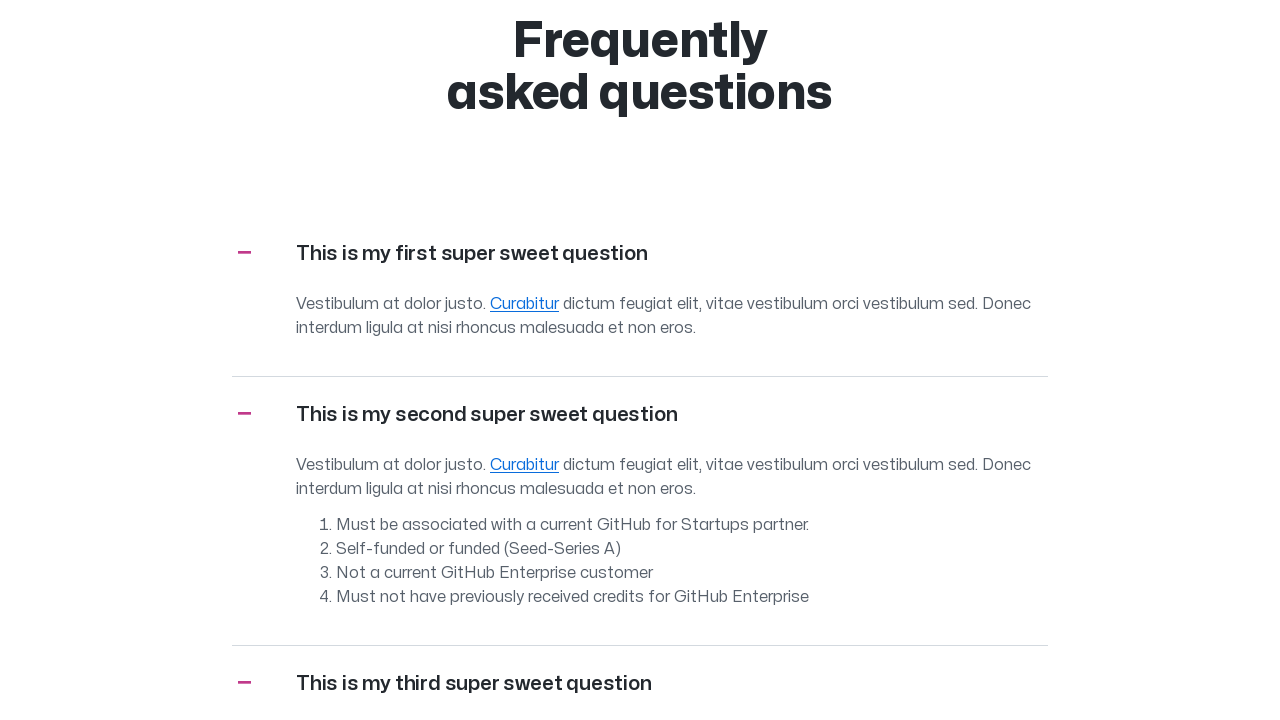 Frequently
asked questions
This is my first super sweet question
Vestibulum at dolor justo. Curabitur dictum feugiat elit, vitae vestibulum orci vestibulum sed. Donec
interdum ligula at nisi rhoncus malesuada et non eros.
This is my second super sweet question
Vestibulum at dolor justo. Curabitur dictum feugiat elit, vitae vestibulum orci vestibulum sed. Donec
interdum ligula at nisi rhoncus malesuada et non eros.
1. Must be associated with a current GitHub for Startups partner.
2. Self-funded or funded (Seed-Series A)
3. Not a current GitHub Enterprise customer
4. Must not have previously received credits for GitHub Enterprise
This is my third super sweet question